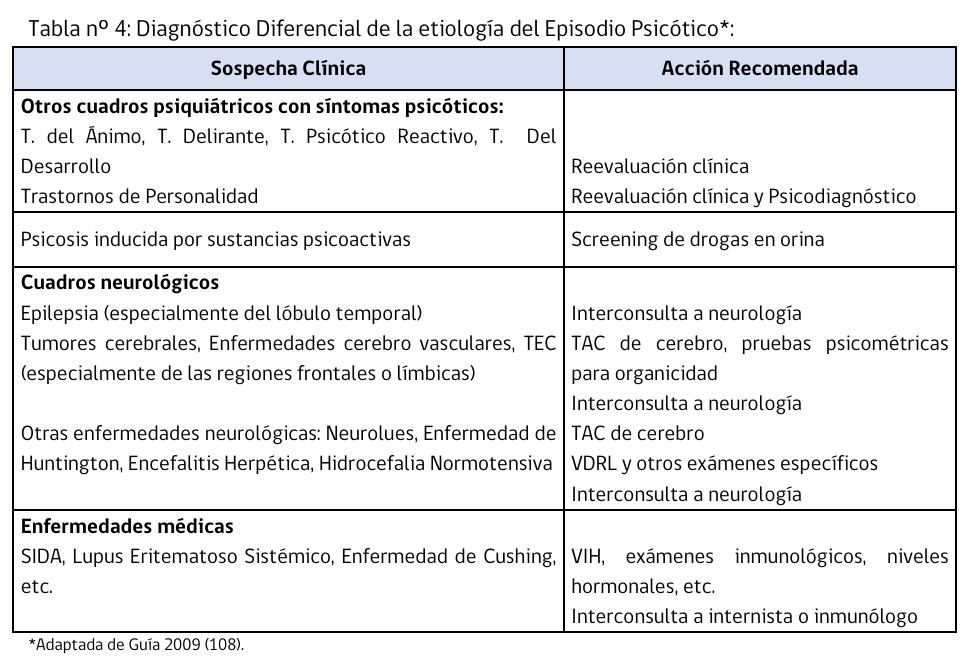 Tabla nº 4: Diagnóstico Diferencial de la etiología del Episodio Psicótico*:
Sospecha Clínica
Acción Recomendada
Otros cuadros psiquiátricos con síntomas psicóticos:
T. del Ánimo, T. Delirante, T. Psicótico Reactivo, T. Del
Desarrollo
Trastornos de Personalidad
Reevaluación clínica
Reevaluación clínica y Psicodiagnóstico
Psicosis inducida por sustancias psicoactivas
Screening de drogas en orina
Cuadros neurológicos
Epilepsia (especialmente del lóbulo temporal)
Tumores cerebrales, Enfermedades cerebro vasculares, TEC
(especialmente de las regiones frontales o límbicas)
Otras enfermedades neurológicas: Neurolues, Enfermedad de
Huntington, Encefalitis Herpética, Hidrocefalia Normotensiva
Interconsulta a neurología
TAC de cerebro, pruebas psicométricas
para organicidad
Interconsulta a neurología
TAC de cerebro
VDRL y otros exámenes específicos
Interconsulta a neurología
Enfermedades médicas
SIDA, Lupus Eritematoso Sistémico, Enfermedad de Cushing,
etc.
VIH, exámenes inmunológicos, niveles
hormonales, etc.
Interconsulta a internista o inmunólogo
*Adaptada de Guía 2009 (108).